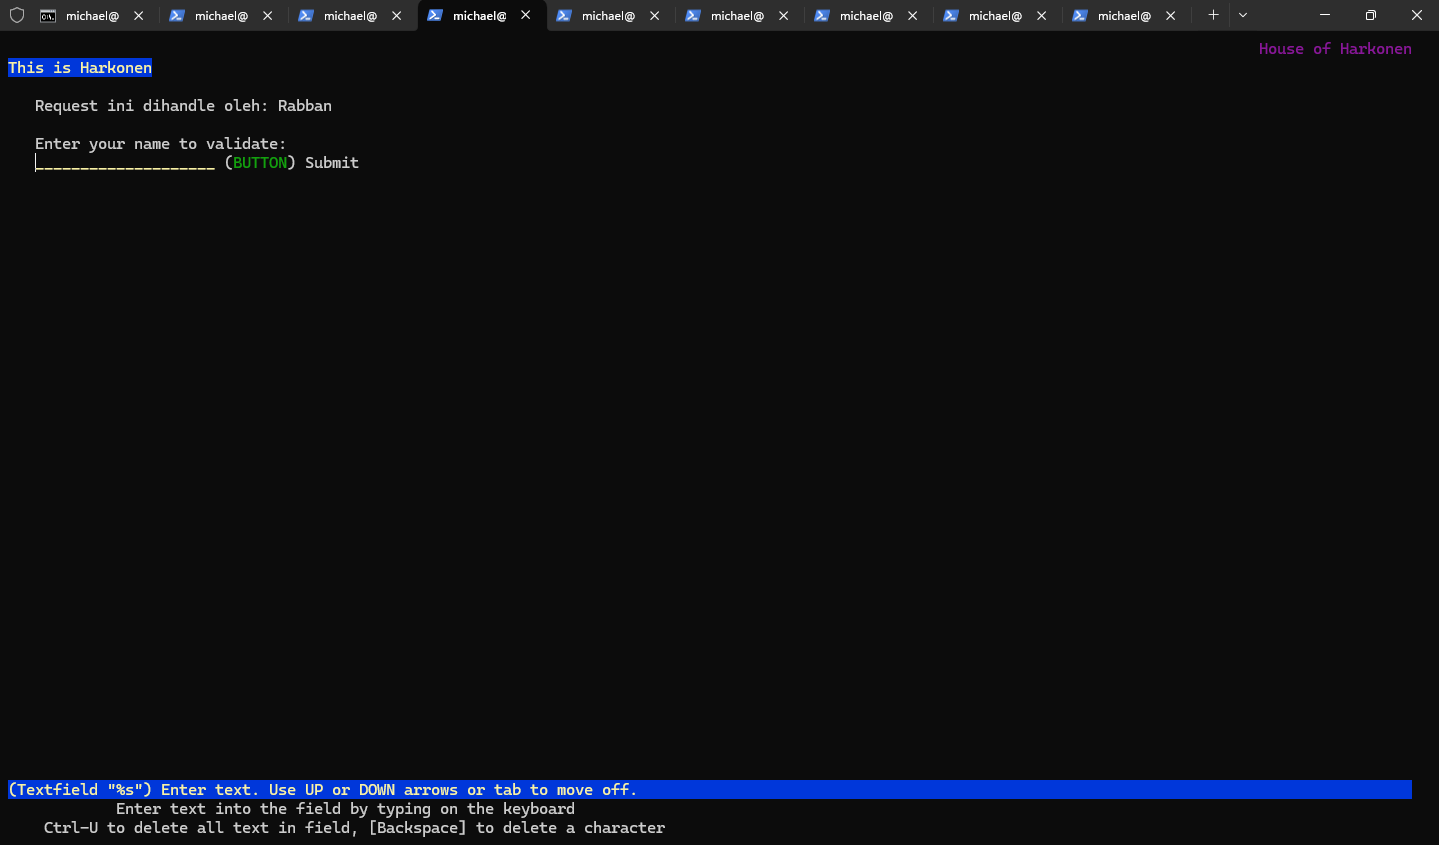 michael@ michael@ michael@ michael@ michael@ michael@ michael@ michael@ michael@
House of Harkonen
This is Harkonen
Request ini dihandle oleh: Rabban
Enter your name to validate:
____________________ (BUTTON) Submit
(Textfield "%s") Enter text. Use UP or DOWN arrows or tab to move off.
Enter text into the field by typing on the keyboard
Ctrl-U to delete all text in field, [Backspace] to delete a character